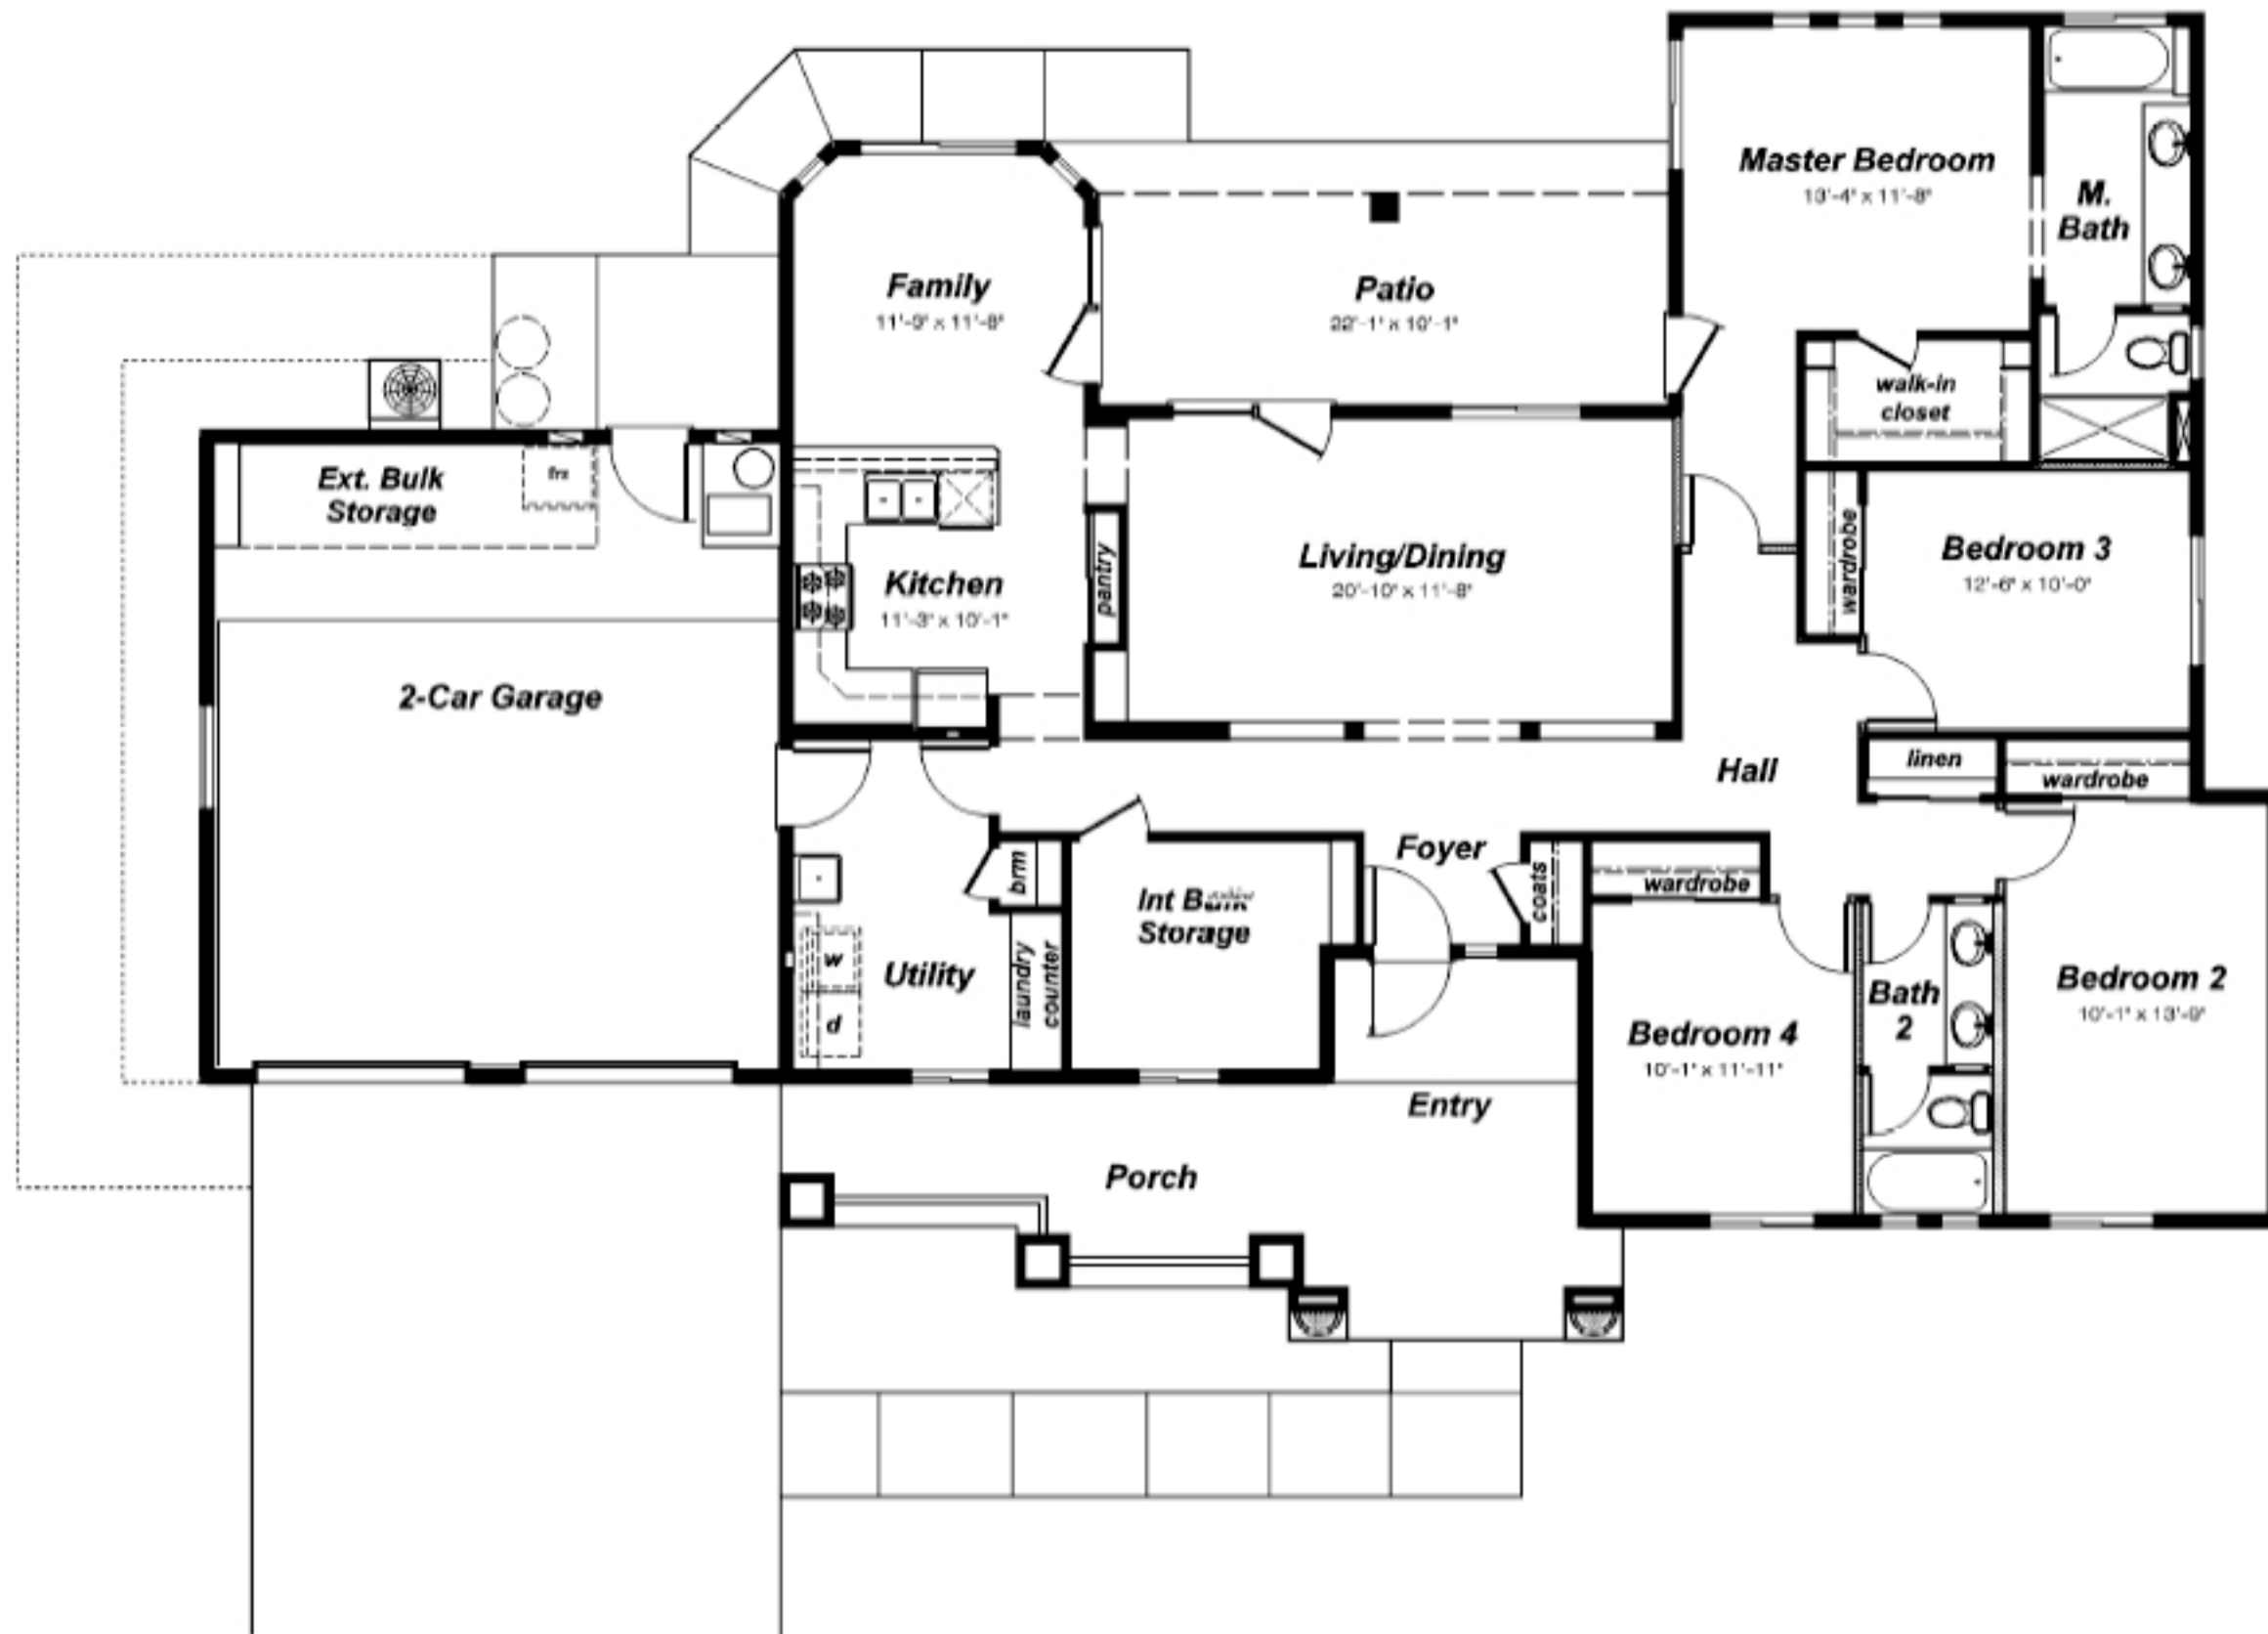 Master Bedroom
13'-4" x 11'-8"
M.
Bath
Family
11'-9" x 11'-8"
Patio
22'-1" x 10'-1"
walk-in
closet
Ext. Bulk
Storage
frz
Kitchen
11'-3" x 10'-1"
pantry
Living/Dining
20'-10" x 11'-8"
wardrobe
Bedroom 3
12'-6" x 10'-0"
2-Car Garage
Hall
linen
wardrobe
Foyer
brm
coats
wardrobe
Int Bulk
Storage
w
d
Utility
laundry
counter
Bath
2
Bedroom 2
10'-1" x 13'-9"
Bedroom 4
10'-1" x 11'-11"
Entry
Porch